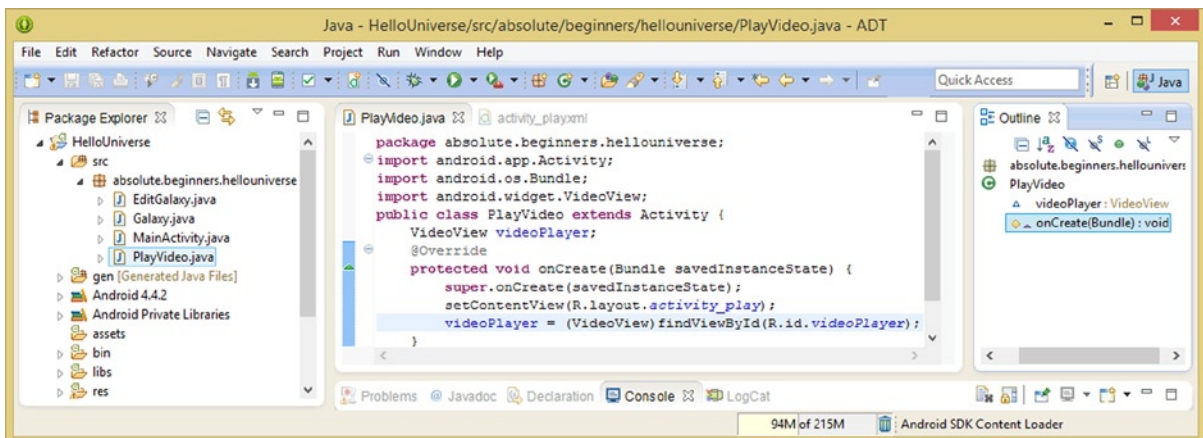 Java - HelloUniverse/src/absolute/beginners/hellouniverse/PlayVideo.java - ADT
File Edit Refactor Source Navigate Search Project Run Window Help
Quick Access
Java
Package Explorer
HelloUniverse
src
absolute.beginners.hellouniverse
EditGalaxy.java
Galaxy.java
MainActivity.java
PlayVideo.java
gen [Generated Java Files]
Android 4.4.2
Android Private Libraries
assets
bin
libs
res
PlayVideo.java activity_play.xml
package absolute.beginners.hellouniverse;
import android.app.Activity;
import android.os.Bundle;
import android.widget.VideoView;
public class PlayVideo extends Activity {
VideoView videoPlayer;
@Override
protected void onCreate(Bundle savedInstanceState) {
super.onCreate(savedInstanceState);
setContentView(R.layout.activity_play);
videoPlayer = (VideoView)findViewById(R.id.videoPlayer);
}
Outline
absolute.beginners.hellounivers
PlayVideo
videoPlayer : VideoView
onCreate(Bundle) : void
Problems @ Javadoc Declaration Console LogCat
94M of 215M Android SDK Content Loader